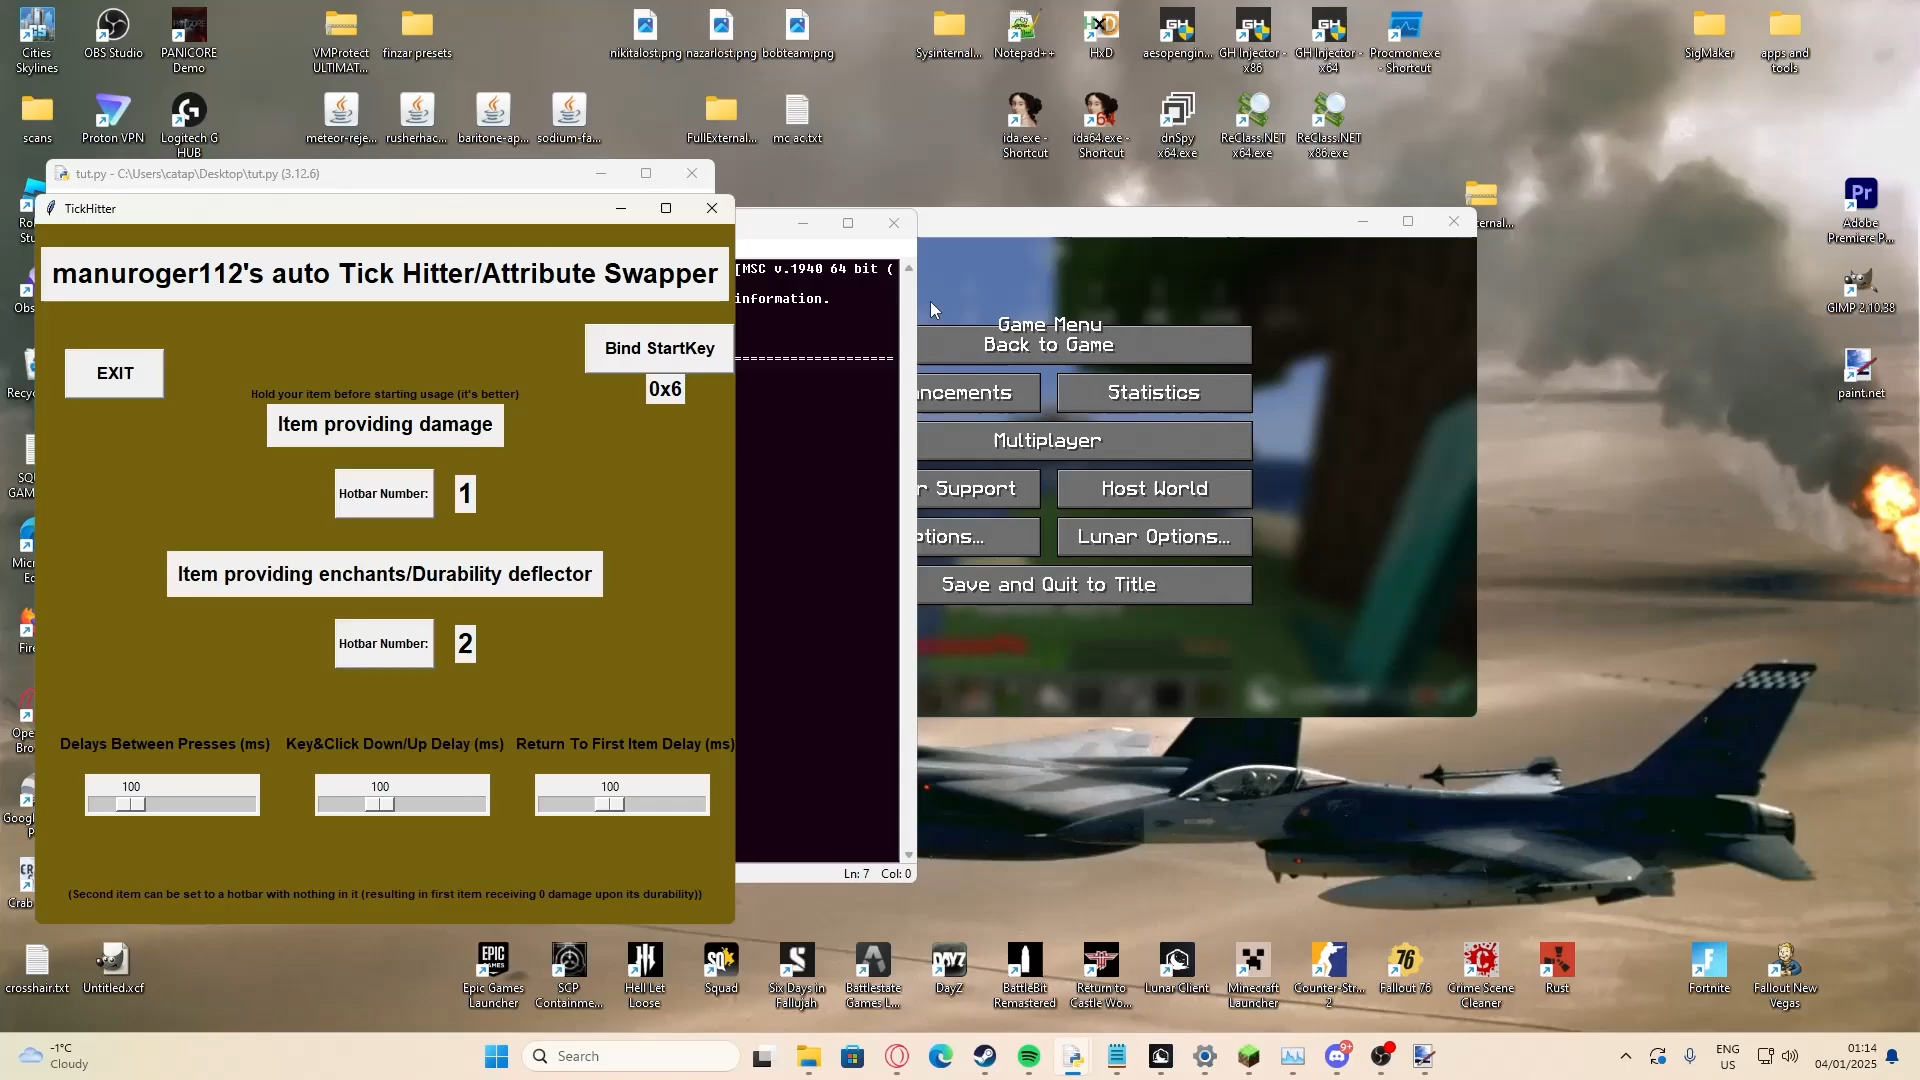 Cities
Skylines
OBS Studio
PANICORE
Demo
VMProtect
ULTIMAT...
finzar presets
nikitalost.png
nazarlost.png
bobteam.png
Sysinternal...
Notepad++
HxD
aesopengin...
GH Injector -
x86
GH Injector -
x64
Procmon.exe
- Shortcut
SigMaker
apps and
tools
scans
Proton VPN
Logitech G
HUB
meteor-reje...
rusherhac...
baritone-ap...
sodium-fa...
FullExternal...
mc ac.txt
ida.exe -
Shortcut
ida64.exe -
Shortcut
dnSpy
x64.exe
ReClass.NET
x64.exe
ReClass.NET
x86.exe
tut.py - C:\Users\catap\Desktop\tut.py (3.12.6)
TickHitter
manuroger112's auto Tick Hitter/Attribute Swapper
[MSC v.1940 64 bit (
information.
====================
Bind StartKey
0x6
EXIT
Hold your item before starting usage (it's better)
Item providing damage
Hotbar Number:
1
Item providing enchants/Durability deflector
Hotbar Number:
2
Delays Between Presses (ms)
Key&Click Down/Up Delay (ms)
Return To First Item Delay (ms)
100
100
100
(Second item can be set to a hotbar with nothing in it (resulting in first item receiving 0 damage upon its durability))
Ln: 7 Col: 0
Game Menu
Back to Game
ncements
Statistics
Multiplayer
r Support
Host World
tions...
Lunar Options...
Save and Quit to Title
ernal...
Pr
Adobe
Premiere P...
GIMP 2.10.38
paint.net
crosshair.txt
Untitled.xcf
Epic Games
Launcher
SCP
Containme...
Hell Let
Loose
Squad
Six Days in
Fallujah
Battlestate
Games L...
DayZ
BattleBit
Remastered
Return to
Castle Wo...
Lunar Client
Minecraft
Launcher
Counter-Str...
2
Fallout 76
Crime Scene
Cleaner
Rust
Fortnite
Fallout New
Vegas
-1°C
Cloudy
Search
ENG
US
01:14
04/01/2025